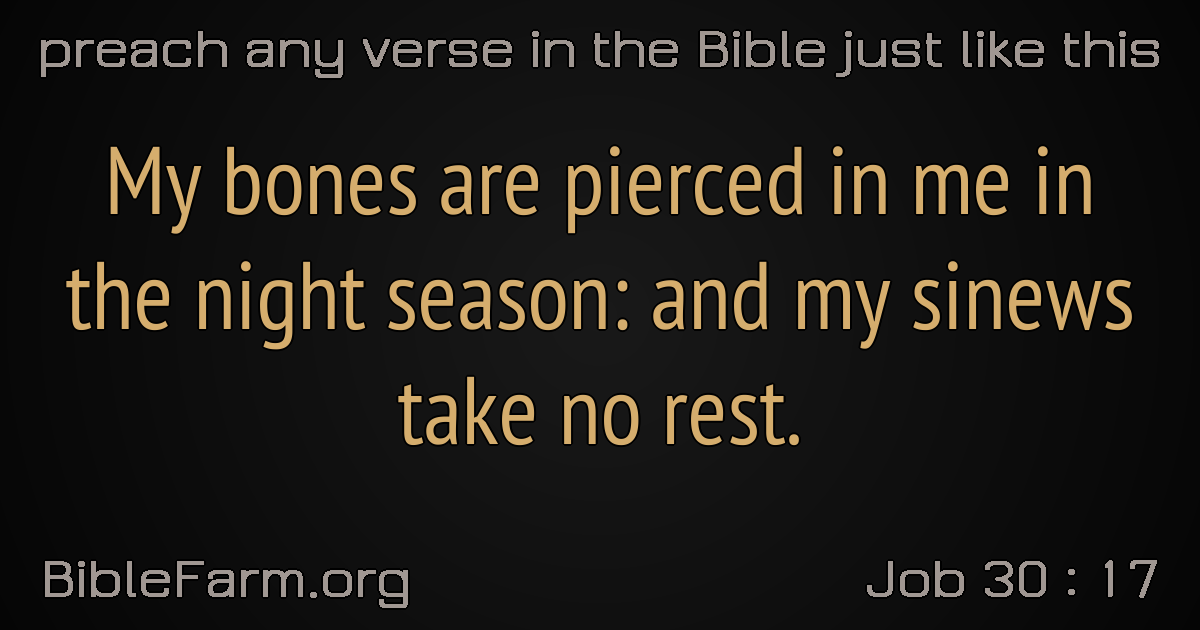 preach any verse in the Bible just like this
My bones are pierced in me in
the night season: and my sinews
take no rest.
BibleFarm.org
Job 30 : 17